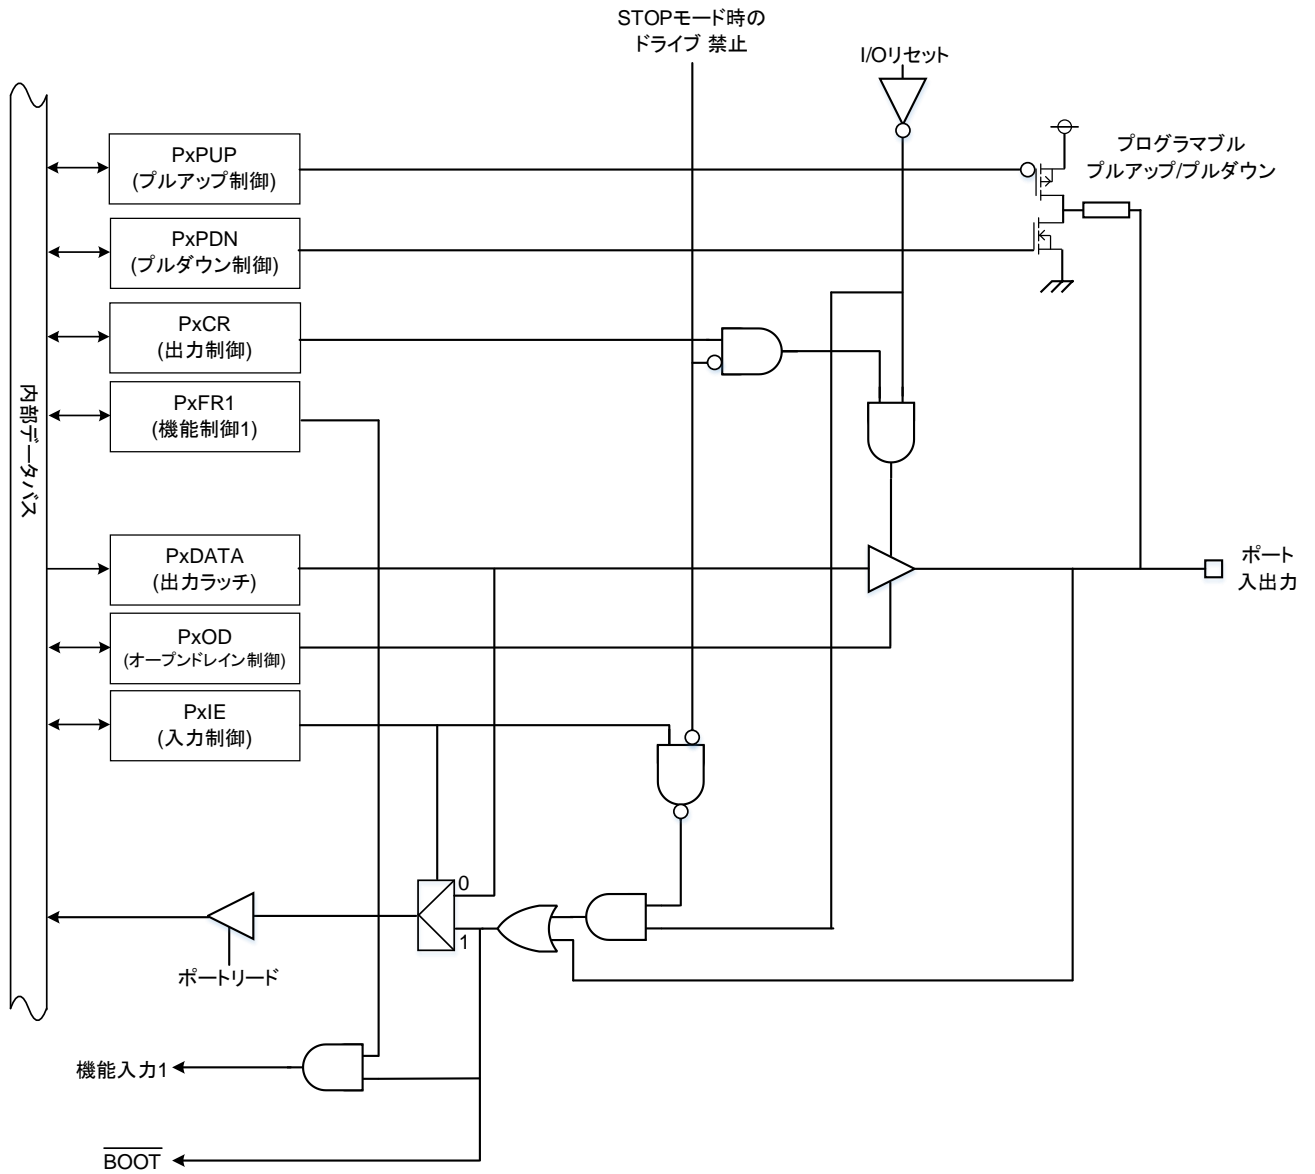 STOPモード時の
ドライブ 禁止
I/Oリセット
プログラマブル
プルアップ/プルダウン
PxPUP
(プルアップ制御)
PxPDN
(プルダウン制御)
PxCR
(出力制御)
PxFR1
(機能制御1)
内部データバス
PxDATA
(出力ラッチ)
ポート
入出力
PxOD
(オープンドレイン制御)
PxIE
(入力制御)
0
1
ポートリード
機能入力1
BOOT